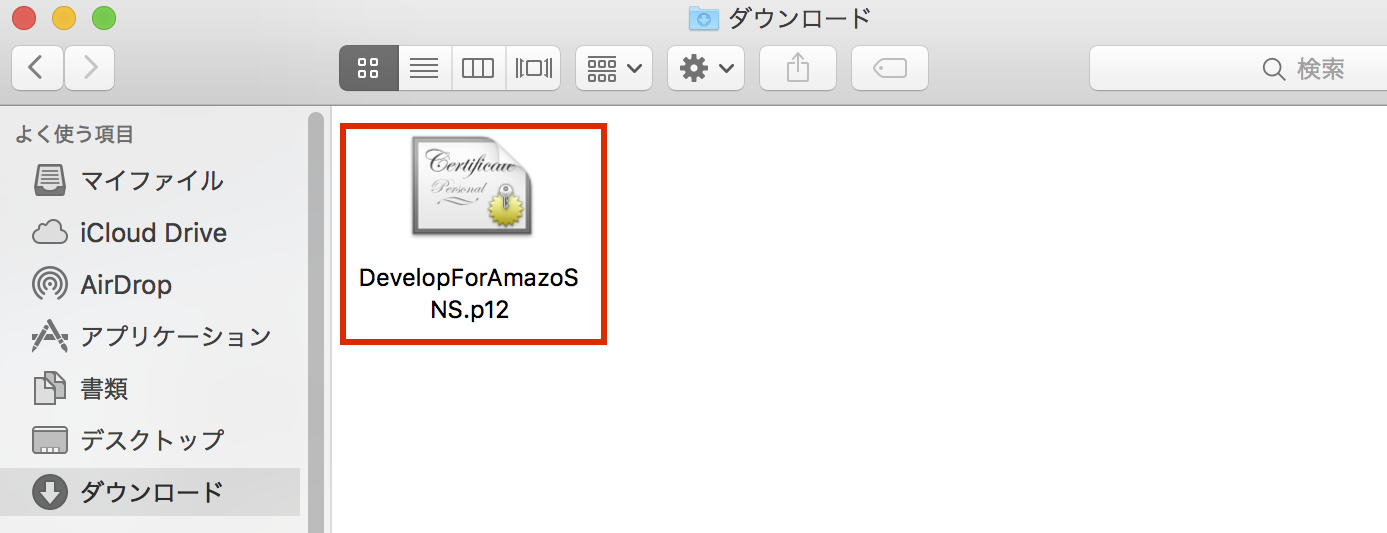 ダウンロード
検索
よく使う項目
マイファイル
iCloud Drive
AirDrop
アプリケーション
書類
デスクトップ
ダウンロード
Certificate
Personal
DevelopForAmazoS
NS.p12